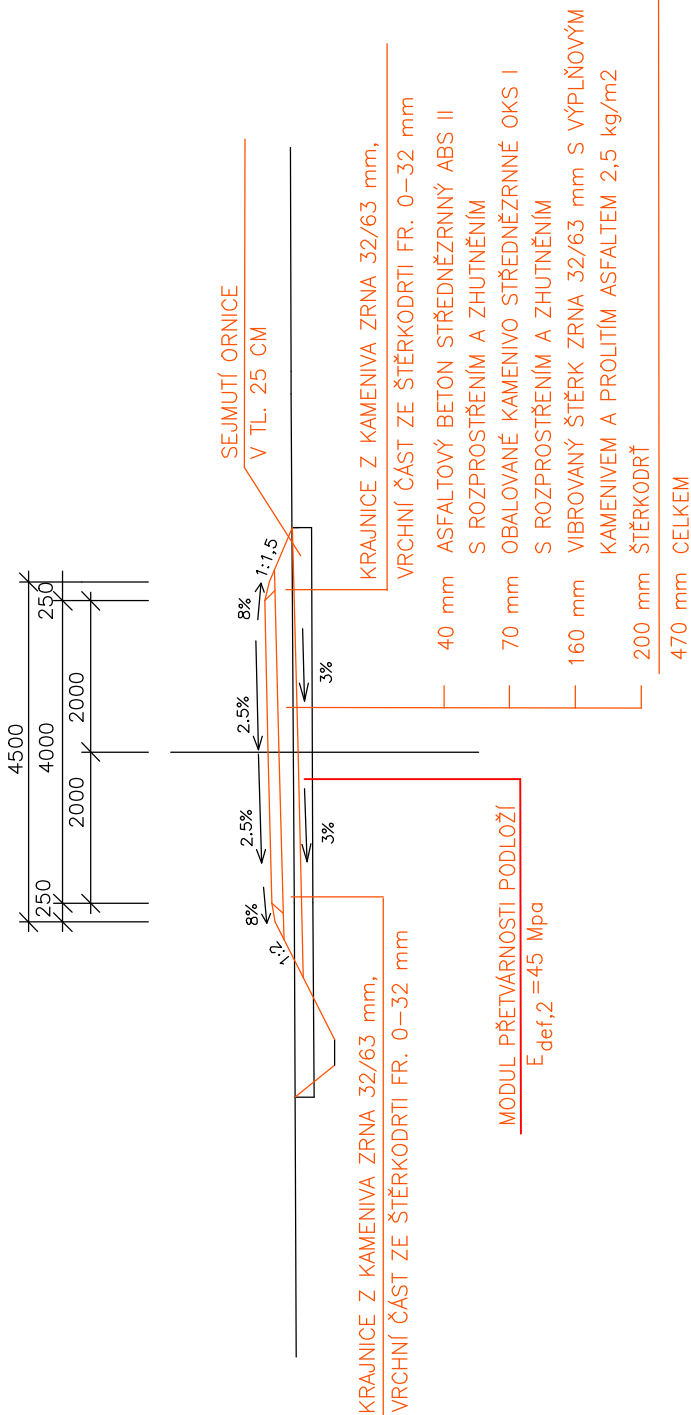 4500
250
4000
250
2000
2000
8%
2.5%
2.5%
8%
1:2
1:1,5
3%
3%
SEJMUTÍ ORNICE
V TL. 25 CM
KRAJNICE Z KAMENIVA ZRNA 32/63 mm,
VRCHNÍ ČÁST ZE ŠTĚRKODRTI FR. 0-32 mm
KRAJNICE Z KAMENIVA ZRNA 32/63 mm,
VRCHNÍ ČÁST ZE ŠTĚRKODRTI FR. 0-32 mm
MODUL PŘETVÁRNOSTI PODLOŽÍ
Edef,2 =45 Mpa
40 mm ASFALTOVÝ BETON STŘEDNĚZRNNÝ ABS II
S ROZPROSTŘENÍM A ZHUTNĚNÍM
70 mm OBALOVANÉ KAMENIVO STŘEDNĚZRNNÉ OKS I
S ROZPROSTŘENÍM A ZHUTNĚNÍM
160 mm VIBROVANÝ ŠTĚRK ZRNA 32/63 mm S VÝPLŇOVÝM
KAMENIVEM A PROLITÍM ASFALTEM 2,5 kg/m2
200 mm ŠTĚRKODRŤ
470 mm CELKEM